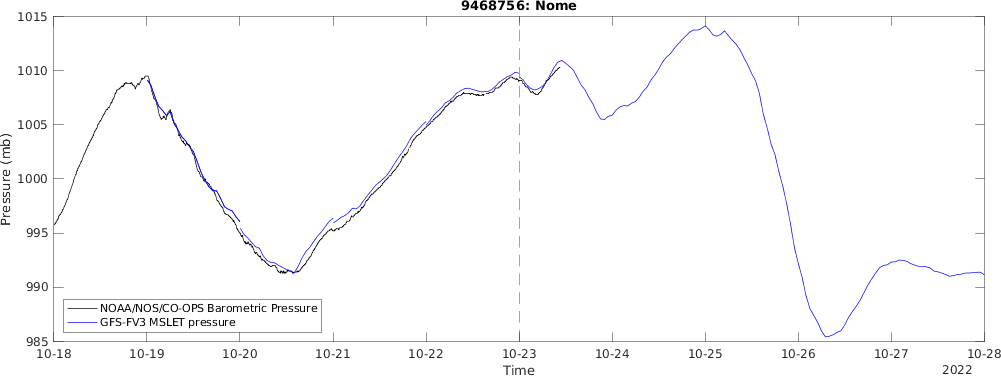 9468756: Nome
1015
1010
1005
1000
995
990
985
Pressure (mb)
NOAA/NOS/CO-OPS Barometric Pressure
GFS-FV3 MSLET pressure
10-18 10-19 10-20 10-21 10-22 10-23 10-24 10-25 10-26 10-27 10-28
Time
2022